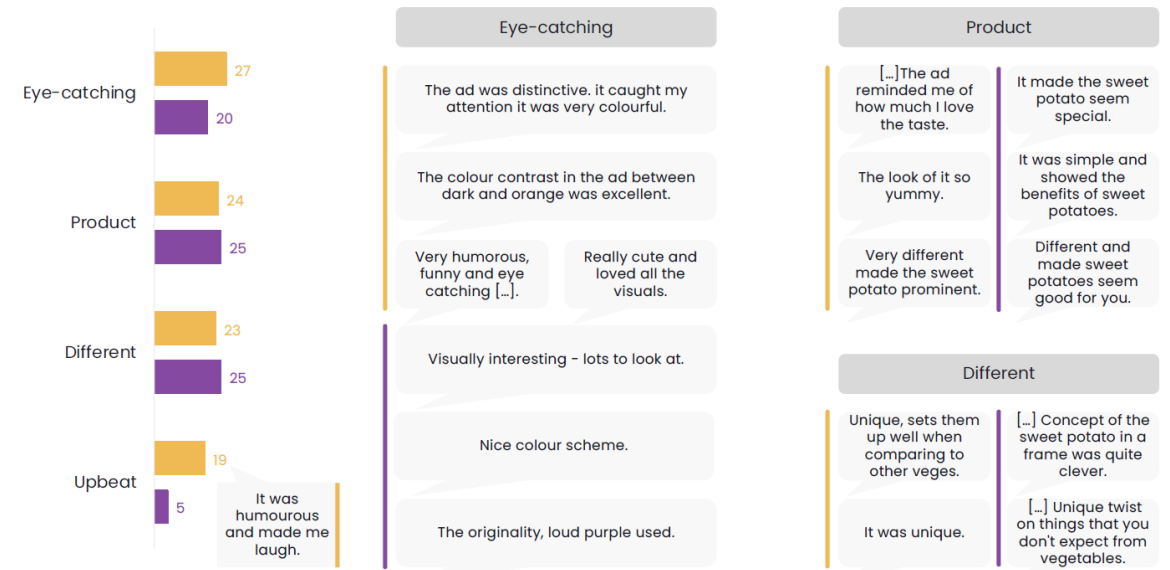 Eye-catching
27
20
Product
24
25
Different
23
25
Upbeat
19
5
It was
humourous
and made me
laugh.
Eye-catching
The ad was distinctive. it caught my
attention it was very colourful.
The colour contrast in the ad between
dark and orange was excellent.
Very humorous,
funny and eye
catching […].
Really cute and
loved all the
visuals.
Visually interesting - lots to look at.
Nice colour scheme.
The originality, loud purple used.
Product
[…]The ad
reminded me of
how much I love
the taste.
The look of it so
yummy.
Very different
made the sweet
potato prominent.
It made the sweet
potato seem
special.
It was simple and
showed the
benefits of sweet
potatoes.
Different and
made sweet
potatoes seem
good for you.
Different
Unique, sets them
up well when
comparing to
other veges.
It was unique.
[…] Concept of the
sweet potato in a
frame was quite
clever.
[…] Unique twist
on things that you
don't expect from
vegetables.